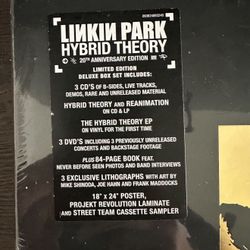 LINKIN PARK
HYBRID THEORY
20TH ANNIVERSARY EDITION
LIMITED EDITION
DELUXE BOX SET INCLUDES:
3 CD'S OF B-SIDES, LIVE TRACKS,
DEMOS, RARE AND UNRELEASED MATERIAL
HYBRID THEORY AND REANIMATION
ON CD & LP
THE HYBRID THEORY EP
ON VINYL FOR THE FIRST TIME
3 DVD'S INCLUDING 3 PREVIOUSLY UNRELEASED
CONCERTS AND BACKSTAGE FOOTAGE
PLUS 84-PAGE BOOK FEAT.
NEVER BEFORE SEEN PHOTOS AND BAND INTERVIEWS
3 EXCLUSIVE LITHOGRAPHS WITH ART BY
MIKE SHINODA, JOE HAHN AND FRANK MADDOCKS
18" x 24" POSTER,
PROJEKT REVOLUTION LAMINATE
AND STREET TEAM CASSETTE SAMPLER